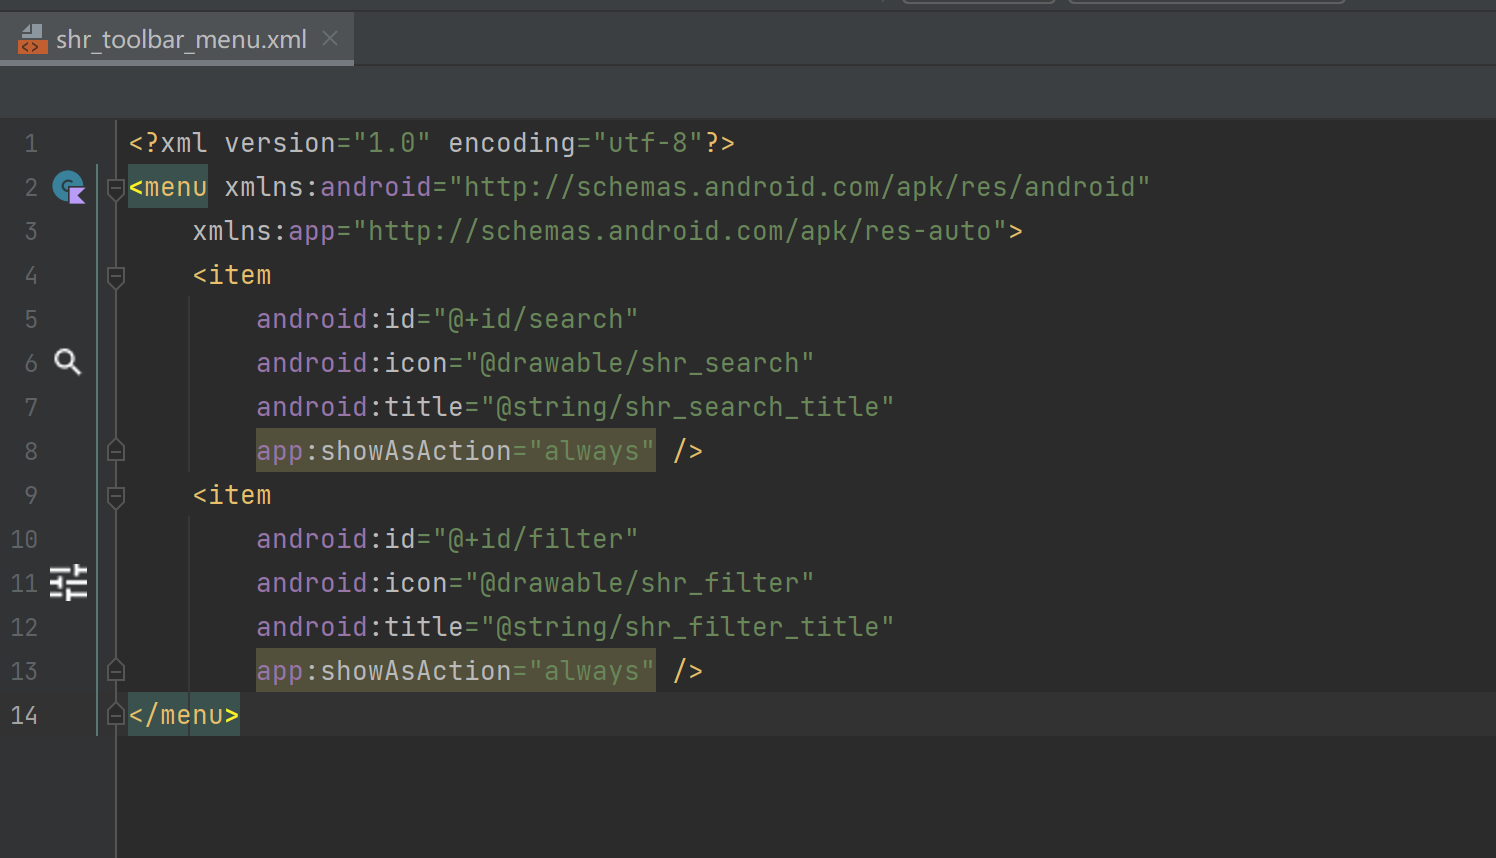 shr_toolbar_menu.xml
1 <?xml version="1.0" encoding="utf-8"?>
2 <menu xmlns:android="http://schemas.android.com/apk/res/android"
3     xmlns:app="http://schemas.android.com/apk/res-auto">
4     <item
5         android:id="@+id/search"
6         android:icon="@drawable/shr_search"
7         android:title="@string/shr_search_title"
8         app:showAsAction="always" />
9     <item
10         android:id="@+id/filter"
11         android:icon="@drawable/shr_filter"
12         android:title="@string/shr_filter_title"
13         app:showAsAction="always" />
14 </menu>